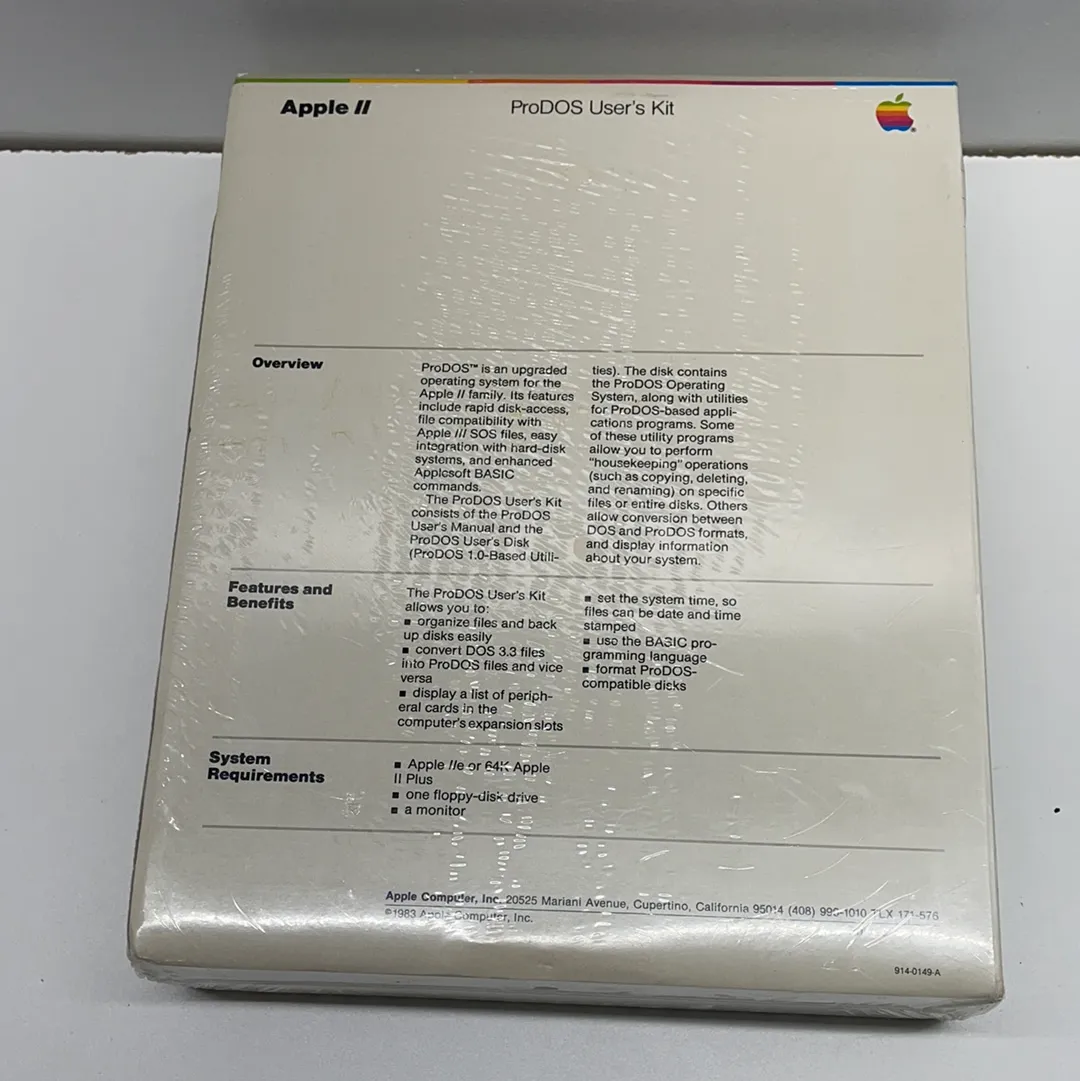 Apple II
ProDOS User's Kit
Overview
ProDOS™ is an upgraded
operating system for the
Apple // family. Its features
include rapid disk-access,
file compatibility with
Apple /// SOS files, easy
integration with hard-disk
systems, and enhanced
Applesoft BASIC
commands.
The ProDOS User's Kit
consists of the ProDOS
User's Manual and the
ProDOS User's Disk
(ProDOS 1.0-Based Utili-
ties). The disk contains
the ProDOS Operating
System, along with utilities
for ProDOS-based appli-
cations programs. Some
of these utility programs
allow you to perform
"housekeeping" operations
(such as copying, deleting,
and renaming) on specific
files or entire disks. Others
allow conversion between
DOS and ProDOS formats,
and display information
about your system.
Features and
Benefits
The ProDOS User's Kit
allows you to:
■ organize files and back
up disks easily
■ convert DOS 3.3 files
into ProDOS files and vice
versa
■ display a list of periph-
eral cards in the
computer's expansion slots
■ set the system time, so
files can be date and time
stamped
■ use the BASIC pro-
gramming language
■ format ProDOS-
compatible disks
System
Requirements
■ Apple //e or 64K Apple
II Plus
■ one floppy-disk drive
■ a monitor
Apple Computer, Inc. 20525 Mariani Avenue, Cupertino, California 95014 (408) 996-1010 TLX 171-576
©1983 Apple Computer, Inc.
914-0149-A